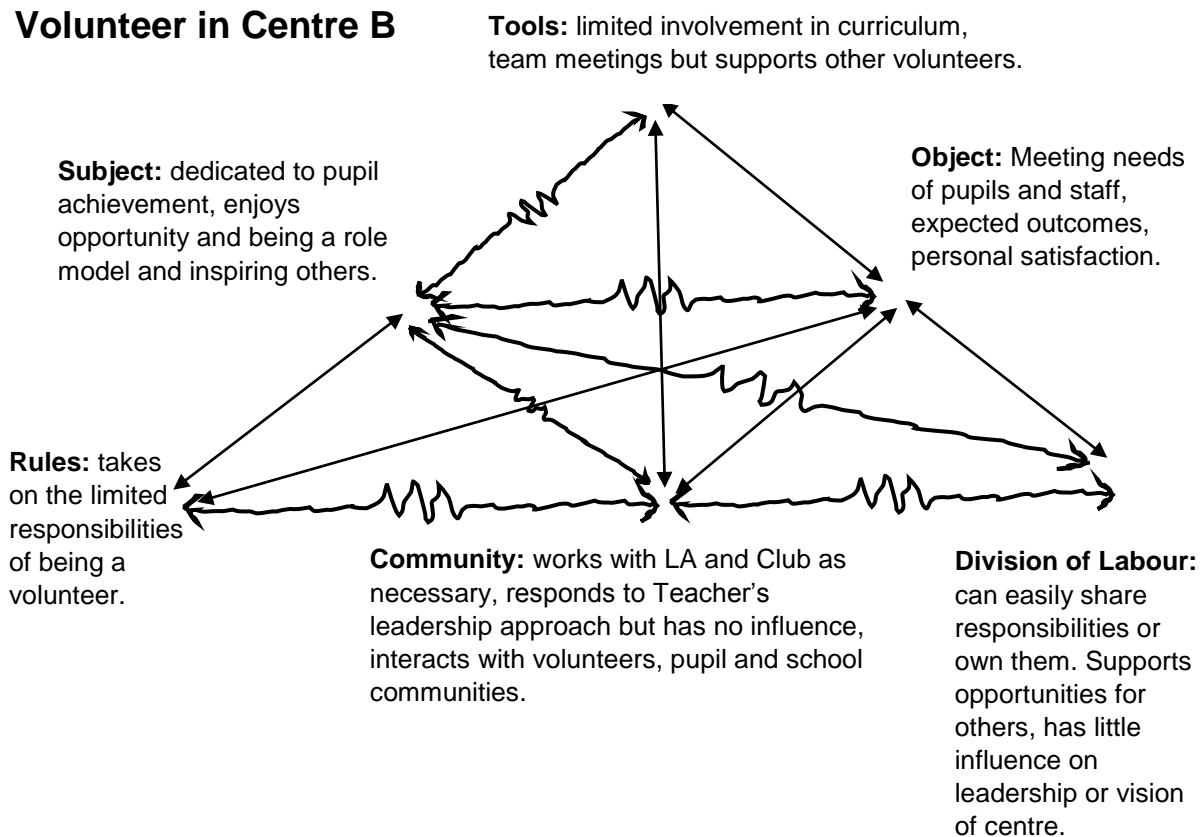 Volunteer in Centre B
Tools: limited involvement in curriculum,
team meetings but supports other volunteers.
Subject: dedicated to pupil
achievement, enjoys
opportunity and being a role
model and inspiring others.
Object: Meeting needs
of pupils and staff,
expected outcomes,
personal satisfaction.
Rules: takes
on the limited
responsibilities
of being a
volunteer.
Community: works with LA and Club as
necessary, responds to Teacher's
leadership approach but has no influence,
interacts with volunteers, pupil and school
communities.
Division of Labour:
can easily share
responsibilities or
own them. Supports
opportunities for
others, has little
influence on
leadership or vision
of centre.